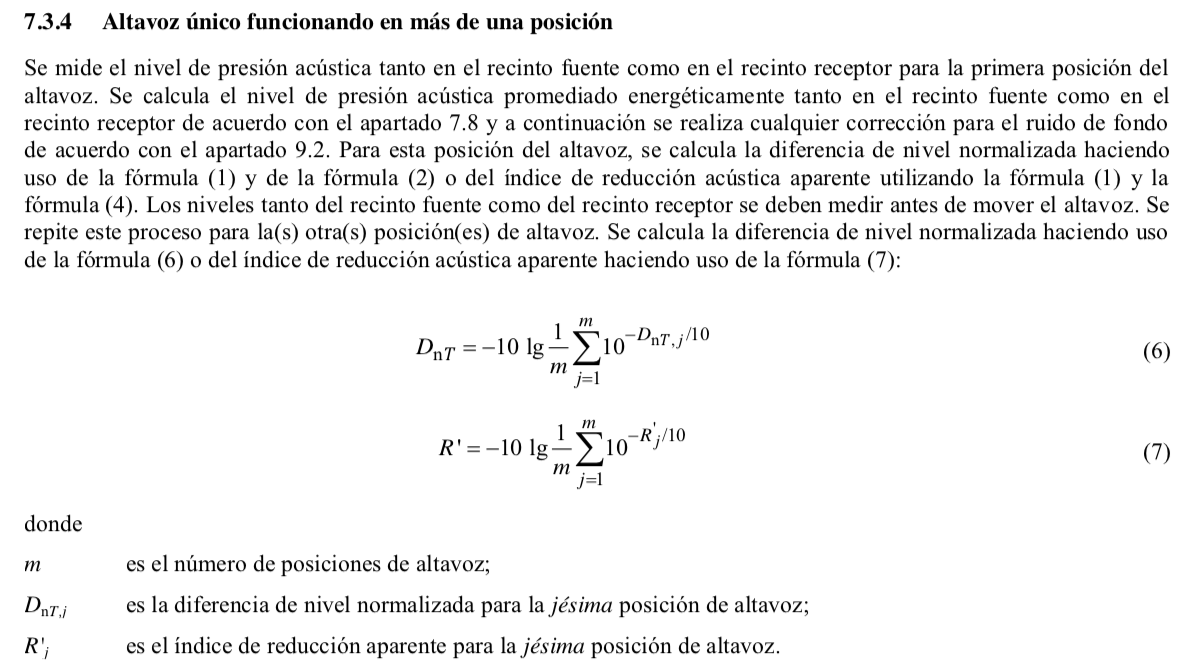 7.3.4 Altavoz único funcionando en más de una posición
Se mide el nivel de presión acústica tanto en el recinto fuente como en el recinto receptor para la primera posición del
altavoz. Se calcula el nivel de presión acústica promediado energéticamente tanto en el recinto fuente como en el
recinto receptor de acuerdo con el apartado 7.8 y a continuación se realiza cualquier corrección para el ruido de fondo
de acuerdo con el apartado 9.2. Para esta posición del altavoz, se calcula la diferencia de nivel normalizada haciendo
uso de la fórmula (1) y de la fórmula (2) o del índice de reducción acústica aparente utilizando la fórmula (1) y la
fórmula (4). Los niveles tanto del recinto fuente como del recinto receptor se deben medir antes de mover el altavoz. Se
repite este proceso para la(s) otra(s) posición(es) de altavoz. Se calcula la diferencia de nivel normalizada haciendo uso
de la fórmula (6) o del índice de reducción acústica aparente haciendo uso de la fórmula (7):
D_{nT} = −10 lg \frac{1}{m} \sum_{j=1}^{m} 10^{−D_{nT,j}/10} (6)
R' = −10 lg \frac{1}{m} \sum_{j=1}^{m} 10^{−R'_j/10} (7)
donde
m es el número de posiciones de altavoz;
D_{nT,j} es la diferencia de nivel normalizada para la jésima posición de altavoz;
R'_j es el índice de reducción aparente para la jésima posición de altavoz.